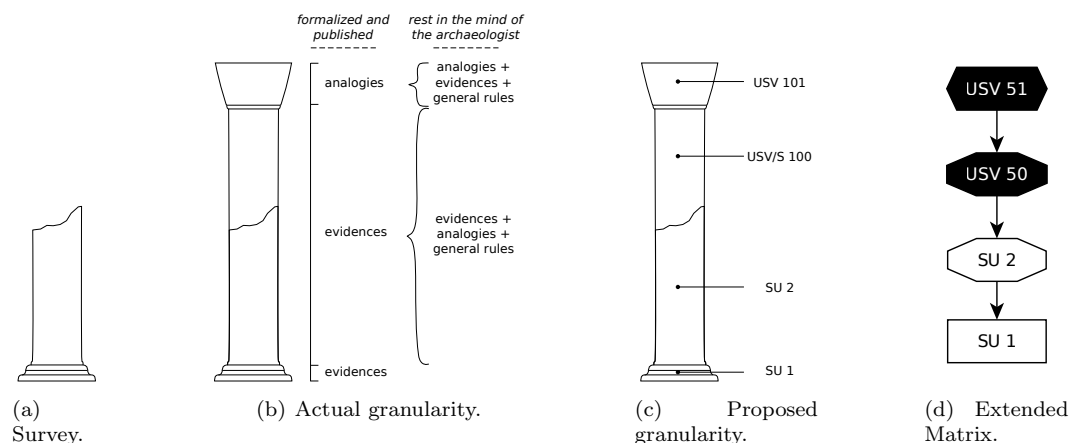 formalized and
published
rest in the mind of
the archaeologist
analogies
analogies +
evidences +
general rules
evidences
evidences +
analogies +
general rules
evidences
(a)
Survey.
(b) Actual granularity.
USV 101
USV/S 100
SU 2
SU 1
(c) Proposed
granularity.
USV 51
USV 50
SU 2
SU 1
(d) Extended
Matrix.